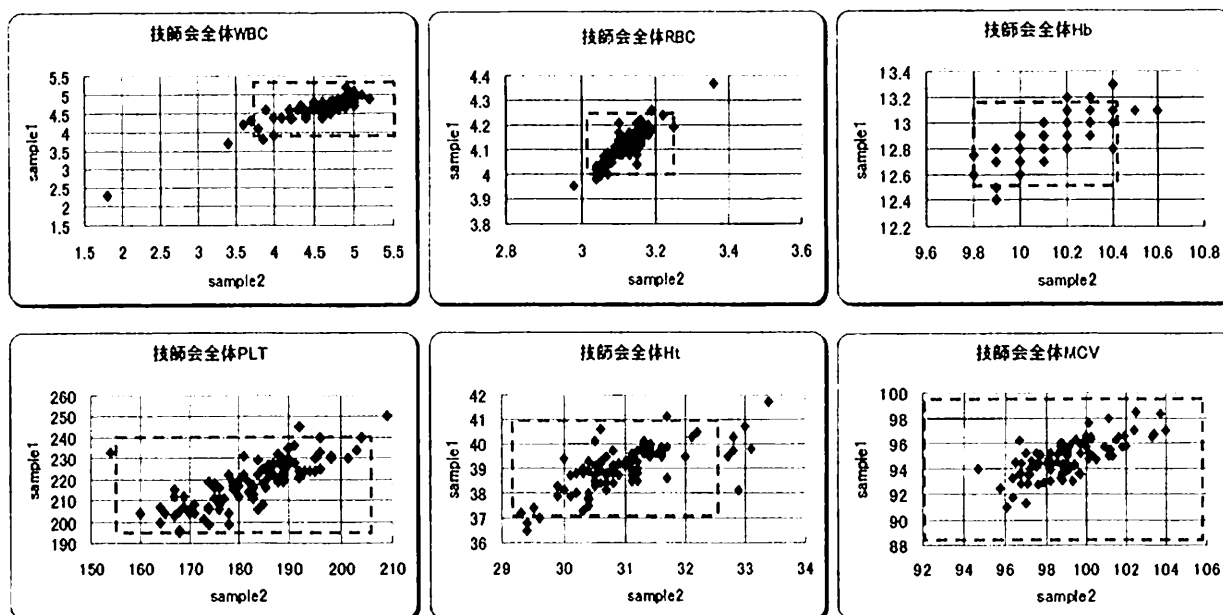 技師会全体WBC
5.5
5
4.5
4
3.5
3
2.5
2
1.5
sample1
1.5 2 2.5 3 3.5 4 4.5 5 5.5
sample2
技師会全体RBC
4.4
4.3
4.2
4.1
4
3.9
3.8
sample1
2.8 3 3.2 3.4 3.6
sample2
技師会全体Hb
13.4
13.2
13
12.8
12.6
12.4
12.2
sample1
9.6 9.8 10 10.2 10.4 10.6 10.8
sample2
技師会全体PLT
260
250
240
230
220
210
200
190
sample1
150 160 170 180 190 200 210
sample2
技師会全体Ht
42
41
40
39
38
37
36
sample1
29 30 31 32 33 34
sample2
技師会全体MCV
100
98
96
94
92
90
88
sample1
92 94 96 98 100 102 104 106
sample2